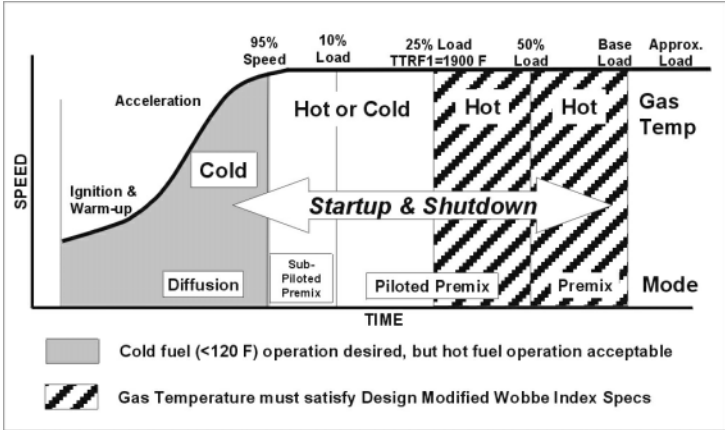 95%
Speed
10%
Load
25% Load
TTRF1=1900 F
50%
Load
Base
Load
Approx.
Load
Acceleration
Hot or Cold
Hot
Hot
Gas
Temp
Cold
SPEED
Ignition &
Warm-up
Startup & Shutdown
Diffusion
Sub-
Piloted
Premix
Piloted Premix
Premix
Mode
TIME
Cold fuel (<120 F) operation desired, but hot fuel operation acceptable
Gas Temperature must satisfy Design Modified Wobbe Index Specs